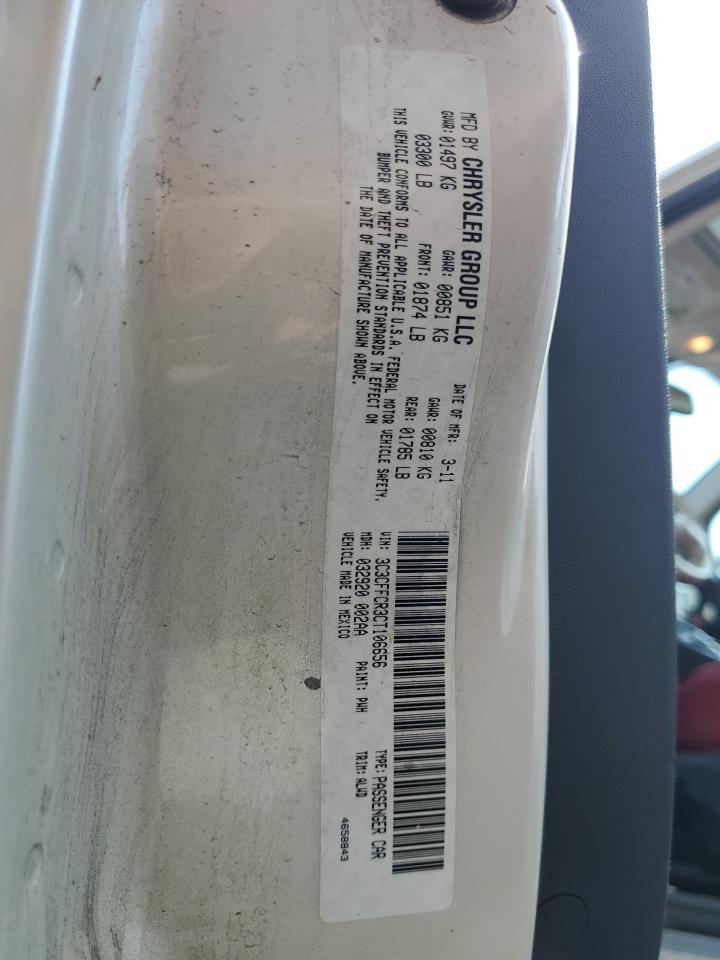 MFD BY CHRYSLER GROUP LLC
DATE OF MFR: 3-11
GVWR: 01497 KG GAWR: 00851 KG GAWR: 00810 KG
03300 LB FRONT: 01874 LB REAR: 01785 LB
THIS VEHICLE CONFORMS TO ALL APPLICABLE U.S.A. FEDERAL MOTOR VEHICLE SAFETY,
BUMPER AND THEFT PREVENTION STANDARDS IN EFFECT ON
THE DATE OF MANUFACTURE SHOWN ABOVE.
VIN: 3C3CFFCR3CT106656 TYPE: PASSENGER CAR
MDH: 032920 002AA PAINT: PWH TRIM: ALWD
VEHICLE MADE IN MEXICO
4658843